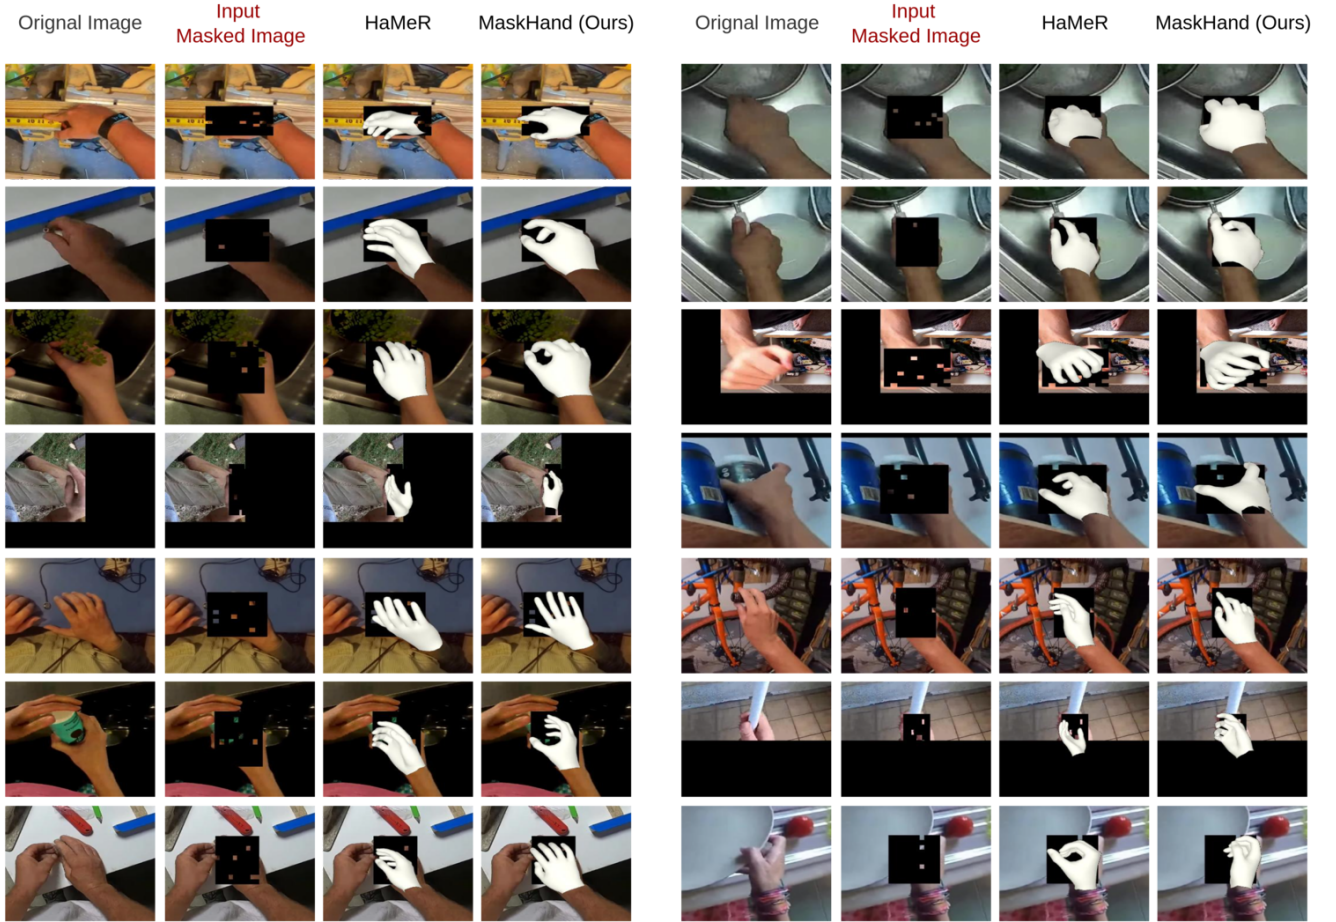 Orignal Image
Input
Masked Image
HaMeR
MaskHand (Ours)
Orignal Image
Input
Masked Image
HaMeR
MaskHand (Ours)